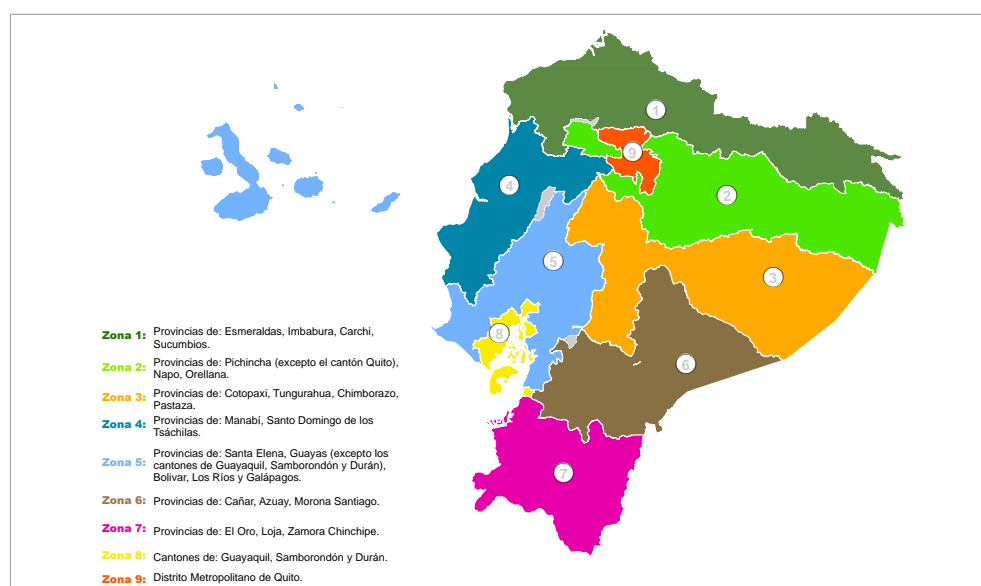 1
9
4
2
5
3
8
6
7
Zona 1: Provincias de: Esmeraldas, Imbabura, Carchi,
Sucumbios.
Zona 2: Provincias de: Pichincha (excepto el cantón Quito),
Napo, Orellana.
Zona 3: Provincias de: Cotopaxi, Tungurahua, Chimborazo,
Pastaza.
Zona 4: Provincias de: Manabí, Santo Domingo de los
Tsáchilas.
Zona 5: Provincias de: Santa Elena, Guayas (excepto los
cantones de Guayaquil, Samborondón y Durán),
Bolivar, Los Ríos y Galápagos.
Zona 6: Provincias de: Cañar, Azuay, Morona Santiago.
Zona 7: Provincias de: El Oro, Loja, Zamora Chinchipe.
Zona 8: Cantones de: Guayaquil, Samborondón y Durán.
Zona 9: Distrito Metropolitano de Quito.